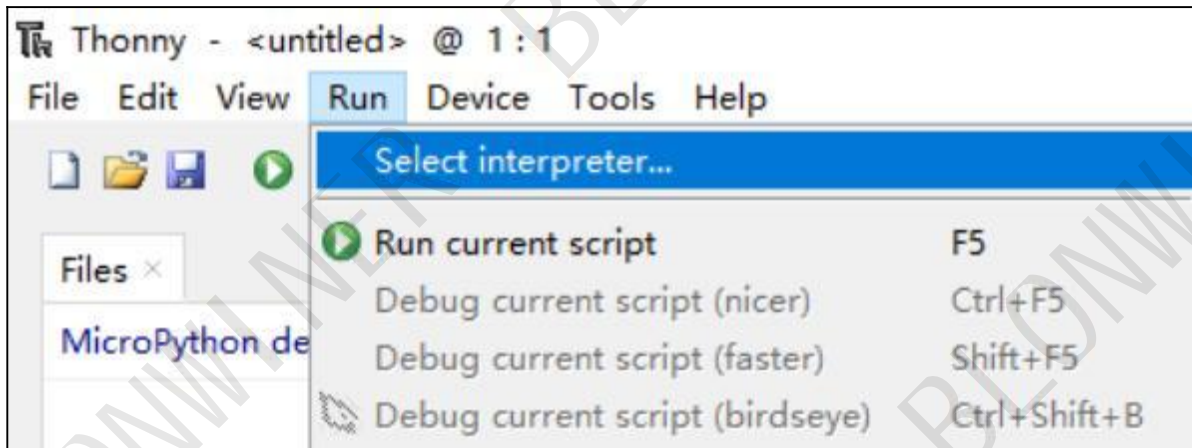 Thonny - <untitled> @ 1 : 1
File Edit View Run Device Tools Help
Select interpreter...
Run current script F5
Files ×
Debug current script (nicer) Ctrl+F5
MicroPython de
Debug current script (faster) Shift+F5
Debug current script (birdseye) Ctrl+Shift+B
BLONWI
ONWINNER